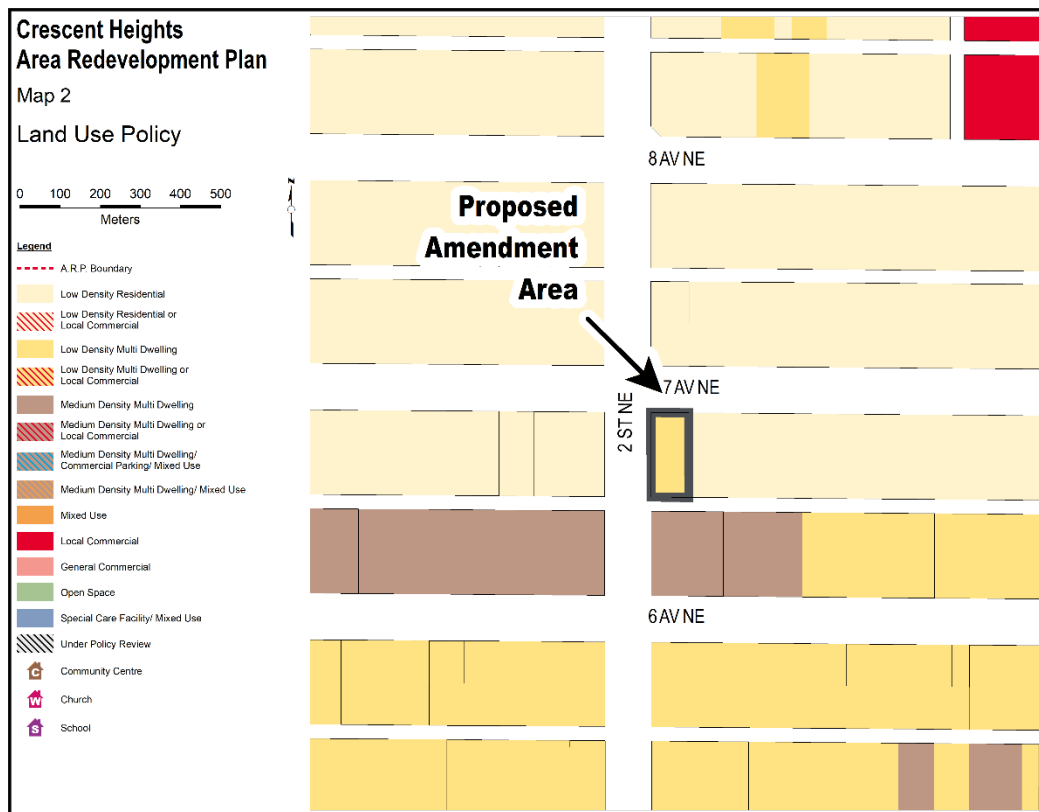 Crescent Heights
Area Redevelopment Plan
Map 2
Land Use Policy
0 100 200 300 400 500
Meters
N
Legend
A.R.P. Boundary
Low Density Residential
Low Density Residential or
Local Commercial
Low Density Multi Dwelling
Low Density Multi Dwelling or
Local Commercial
Medium Density Multi Dwelling
Medium Density Multi Dwelling or
Local Commercial
Medium Density Multi Dwelling/
Commercial Parking/ Mixed Use
Medium Density Multi Dwelling/ Mixed Use
Mixed Use
Local Commercial
General Commercial
Open Space
Special Care Facility/ Mixed Use
Under Policy Review
C Community Centre
W Church
S School
8 AV NE
Proposed
Amendment
Area
7 AV NE
2 ST NE
6 AV NE